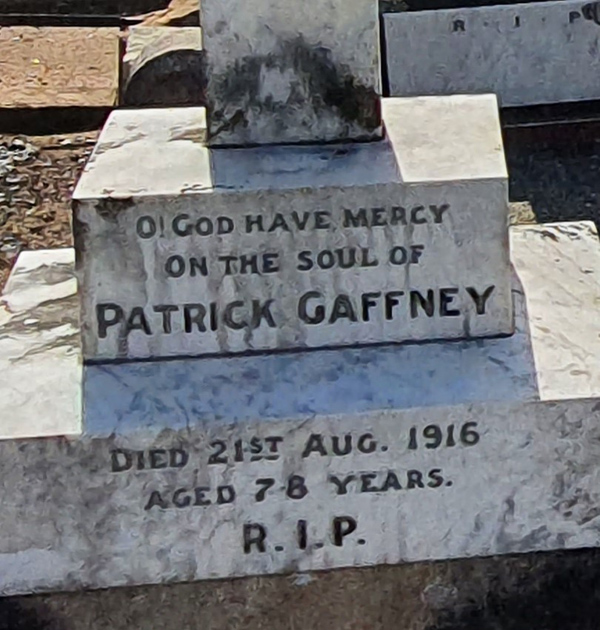 R. I. P
O! GOD HAVE MERCY
ON THE SOUL OF
PATRICK GAFFNEY
DIED 21ST AUG. 1916
AGED 78 YEARS.
R. I. P.